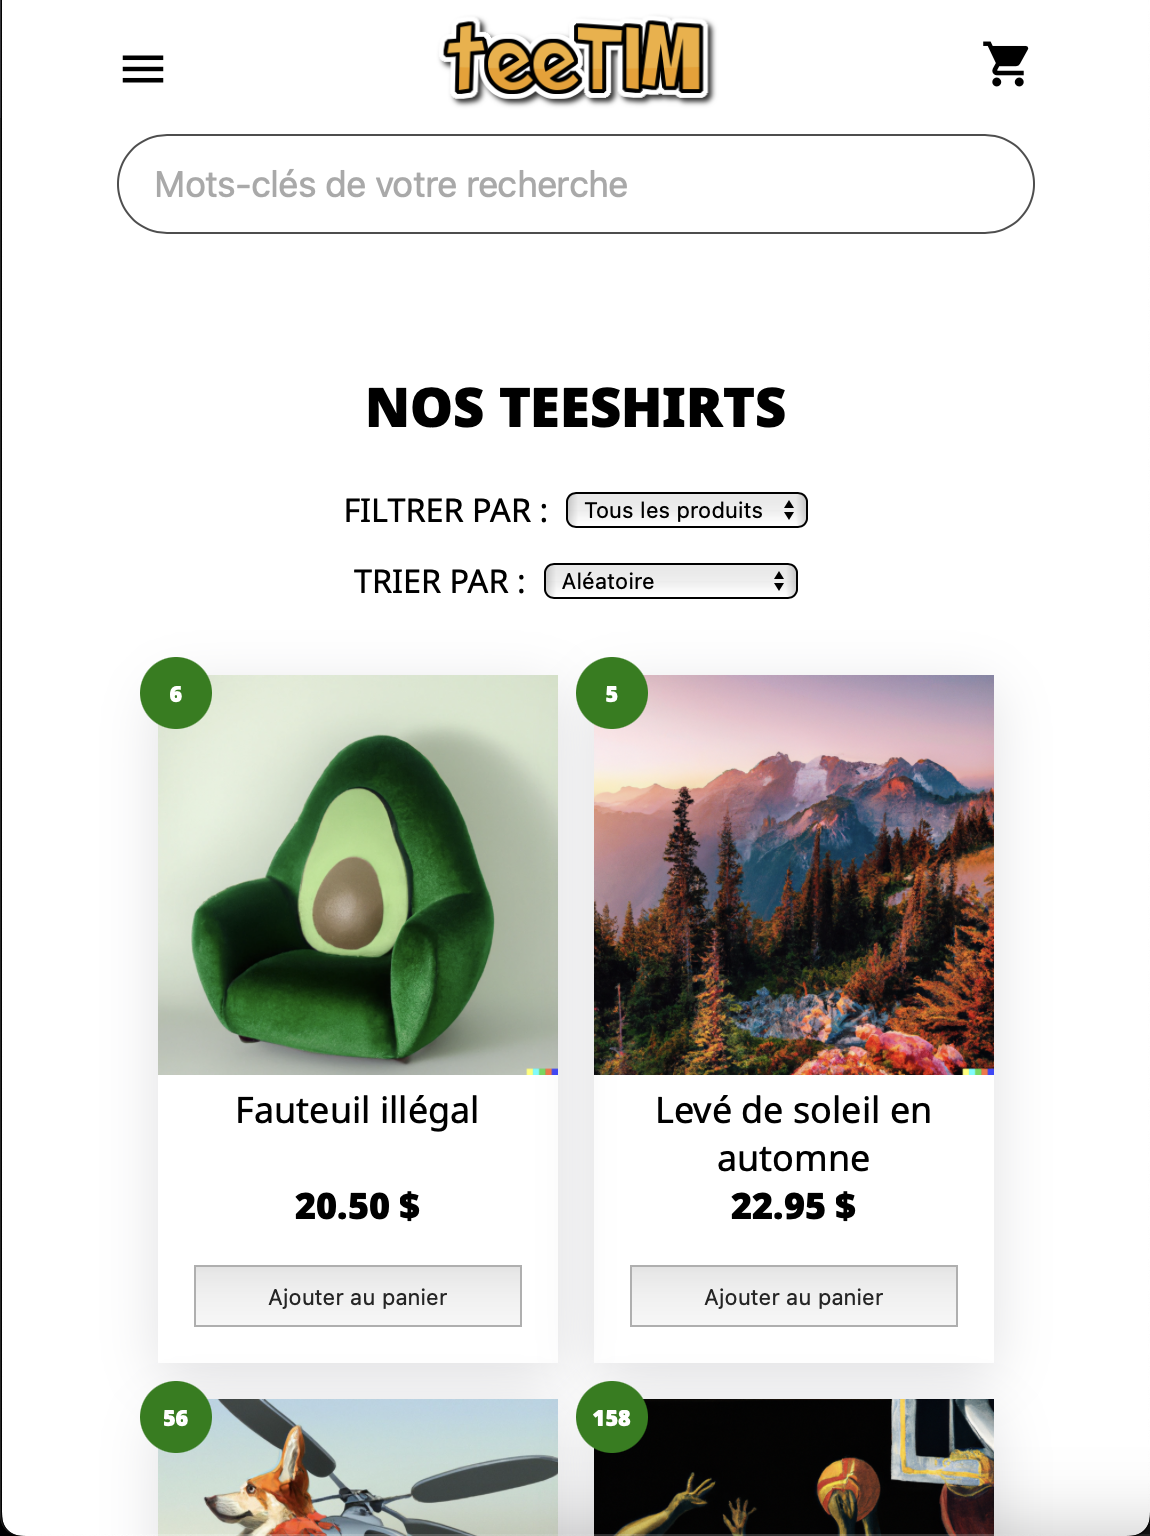 teeTIM
Mots-clés de votre recherche
NOS TEESHIRTS
FILTRER PAR : Tous les produits
TRIER PAR : Aléatoire
6
5
Fauteuil illégal
20.50 $
Ajouter au panier
Levé de soleil en
automne
22.95 $
Ajouter au panier
56
158